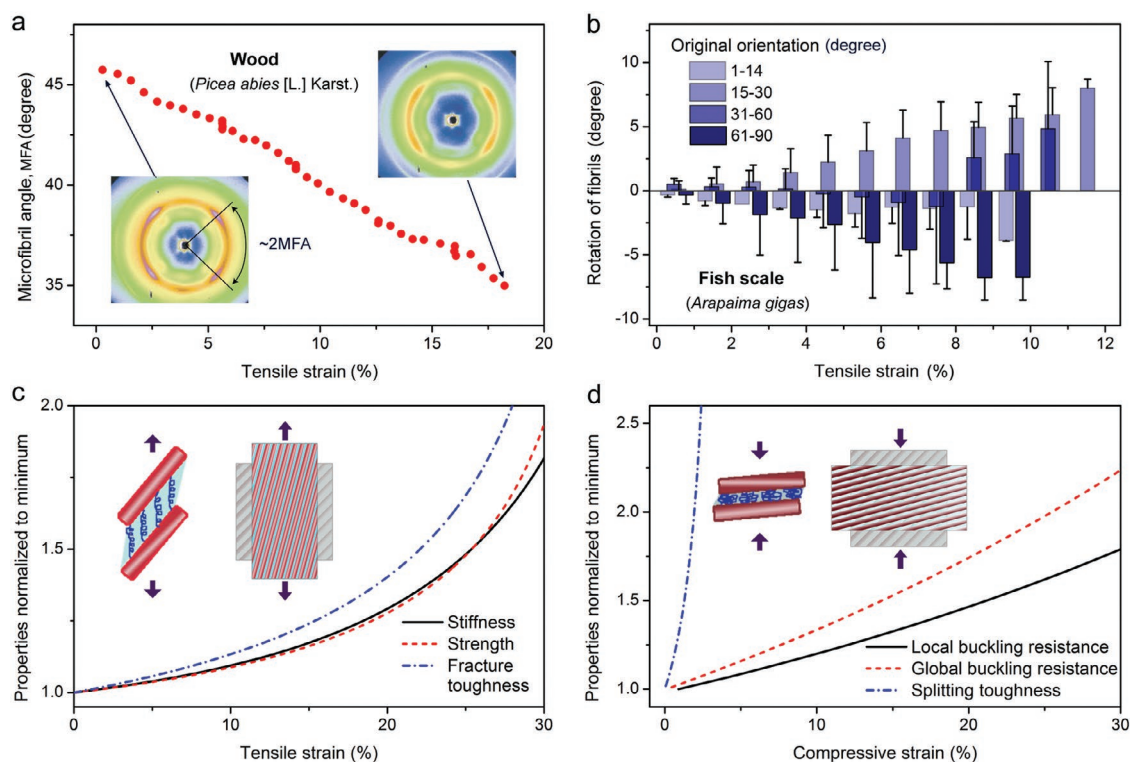 a
Wood
(Picea abies [L.] Karst.)
~2MFA
Microfibril angle, MFA (degree)
45
40
35
0
5
10
15
20
Tensile strain (%)
b
Original orientation (degree)
1-14
15-30
31-60
61-90
Fish scale
(Arapaima gigas)
Rotation of fibrils (degree)
10
5
0
-5
-10
0
2
4
6
8
10
12
Tensile strain (%)
c
Properties normalized to minimum
2.0
1.5
1.0
Stiffness
Strength
Fracture
toughness
0
10
20
30
Tensile strain (%)
d
Properties normalized to minimum
2.5
2.0
1.5
1.0
Local buckling resistance
Global buckling resistance
Splitting toughness
0
10
20
30
Compressive strain (%)